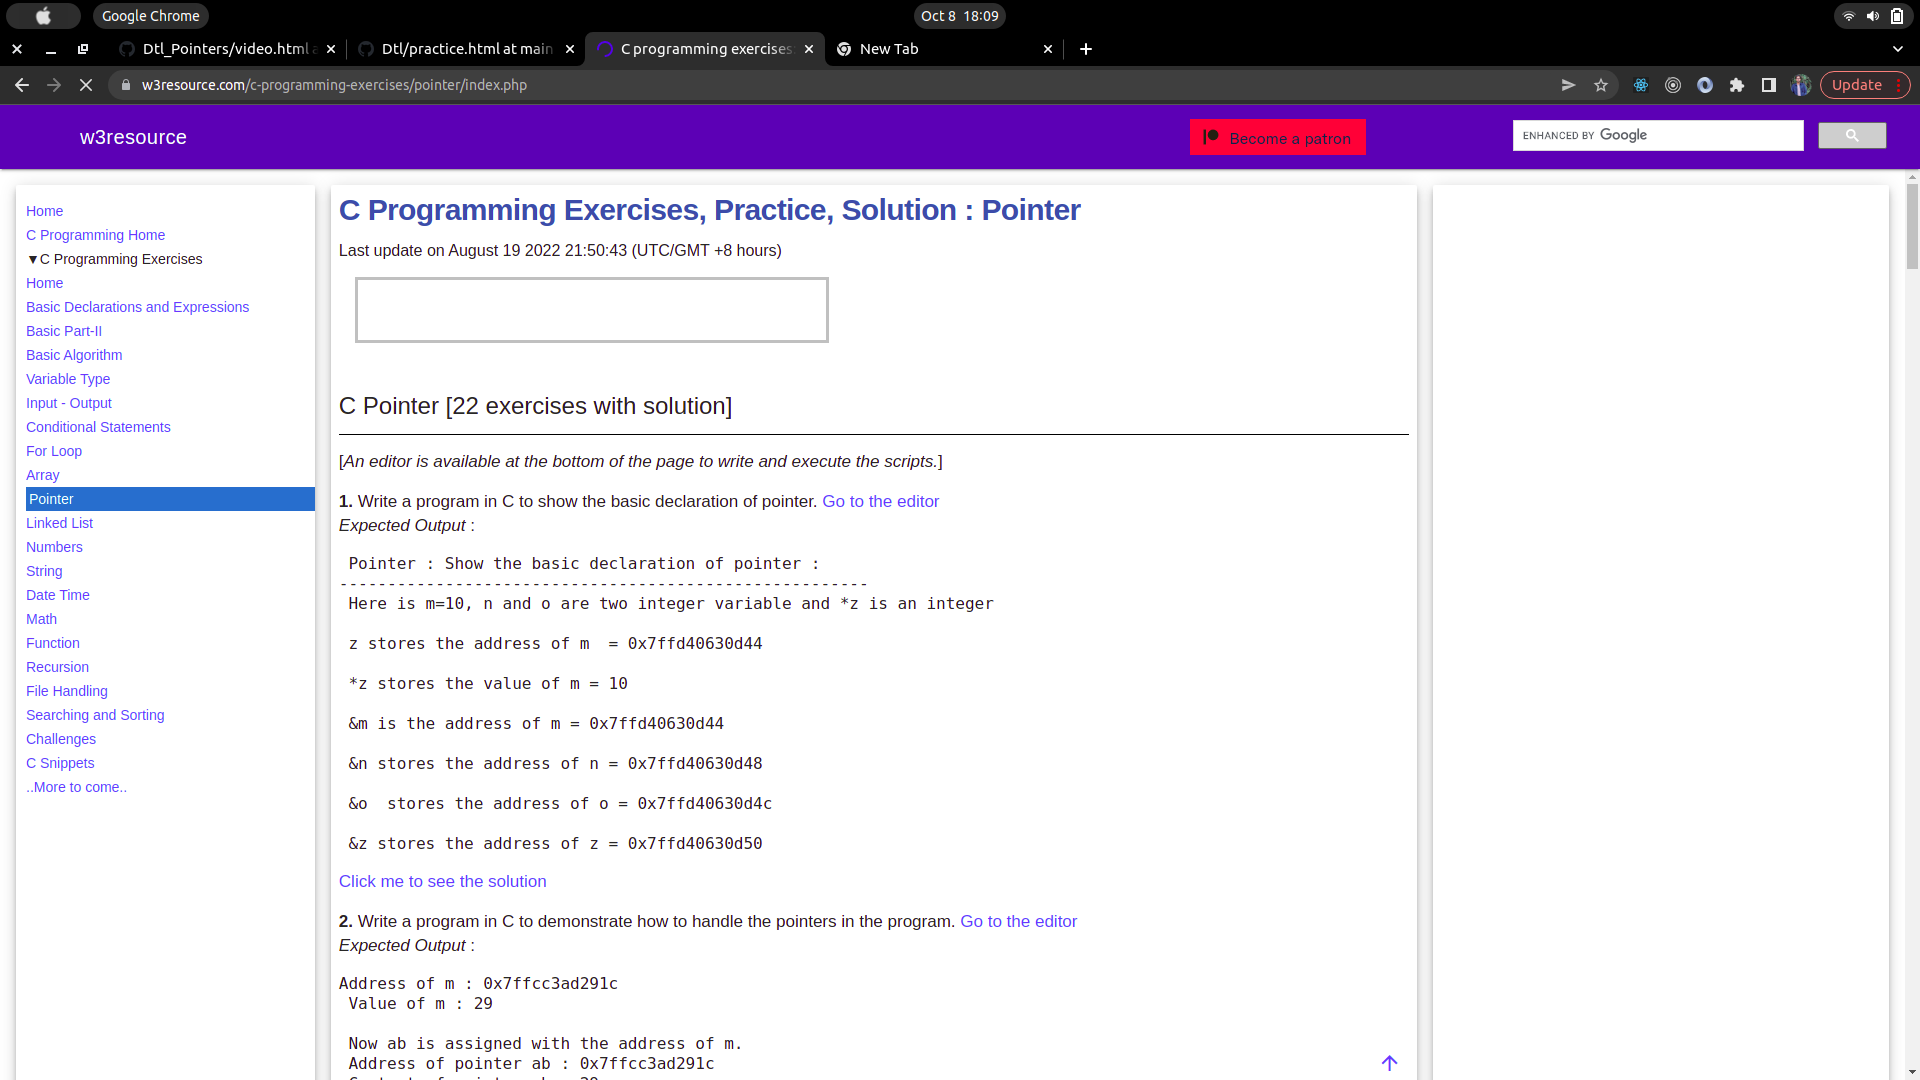 Google Chrome
Oct 8 18:09
Dtl_Pointers/video.html a
Dtl/practice.html at main
C programming exercises:
New Tab
w3resource.com/c-programming-exercises/pointer/index.php
Update
w3resource
Become a patron
ENHANCED BY Google
Home
C Programming Home
▼C Programming Exercises
Home
Basic Declarations and Expressions
Basic Part-II
Basic Algorithm
Variable Type
Input - Output
Conditional Statements
For Loop
Array
Pointer
Linked List
Numbers
String
Date Time
Math
Function
Recursion
File Handling
Searching and Sorting
Challenges
C Snippets
..More to come..
C Programming Exercises, Practice, Solution : Pointer
Last update on August 19 2022 21:50:43 (UTC/GMT +8 hours)
C Pointer [22 exercises with solution]
[An editor is available at the bottom of the page to write and execute the scripts.]
1. Write a program in C to show the basic declaration of pointer. Go to the editor
Expected Output :
Pointer : Show the basic declaration of pointer :
-------------------------------------------------------
Here is m=10, n and o are two integer variable and *z is an integer
z stores the address of m  = 0x7ffd40630d44
*z stores the value of m = 10
&m is the address of m = 0x7ffd40630d44
&n stores the address of n = 0x7ffd40630d48
&o  stores the address of o = 0x7ffd40630d4c
&z stores the address of z = 0x7ffd40630d50
Click me to see the solution
2. Write a program in C to demonstrate how to handle the pointers in the program. Go to the editor
Expected Output :
Address of m : 0x7ffcc3ad291c
Value of m : 29
Now ab is assigned with the address of m.
Address of pointer ab : 0x7ffcc3ad291c